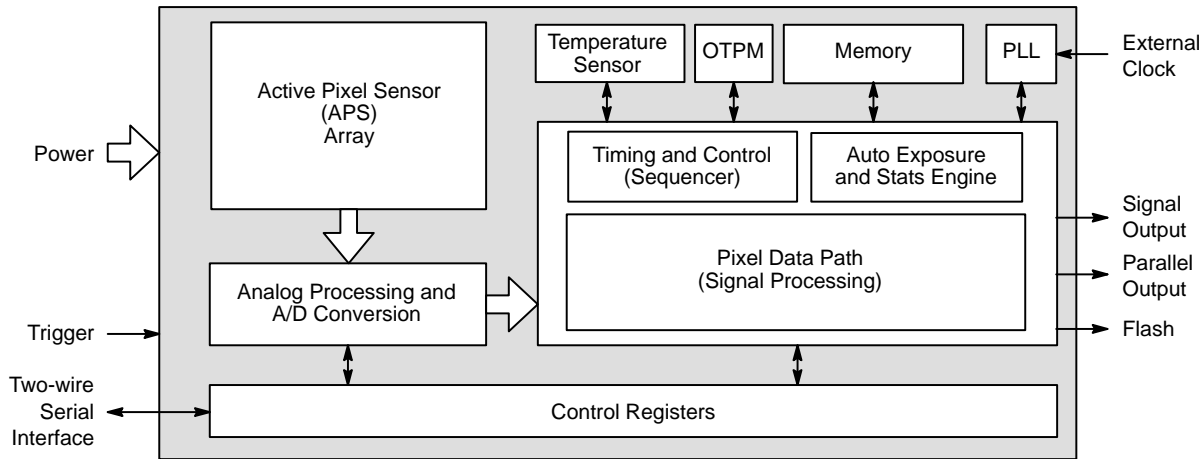 Temperature
Sensor
OTPM
Memory
PLL
External
Clock
Active Pixel Sensor
(APS)
Array
Power
Timing and Control
(Sequencer)
Auto Exposure
and Stats Engine
Signal
Output
Pixel Data Path
(Signal Processing)
Parallel
Output
Analog Processing and
A/D Conversion
Trigger
Flash
Two-wire
Serial
Interface
Control Registers